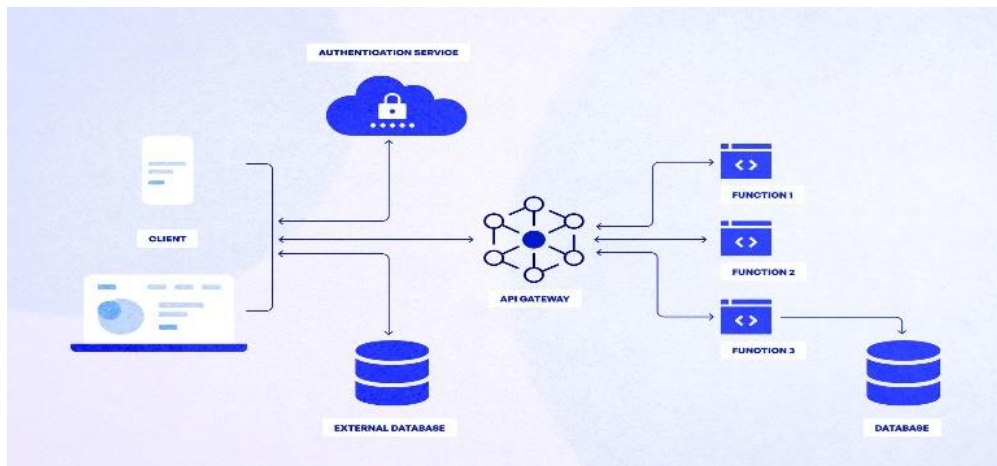 AUTHENTICATION SERVICE
CLIENT
API GATEWAY
EXTERNAL DATABASE
FUNCTION 1
FUNCTION 2
FUNCTION 3
DATABASE